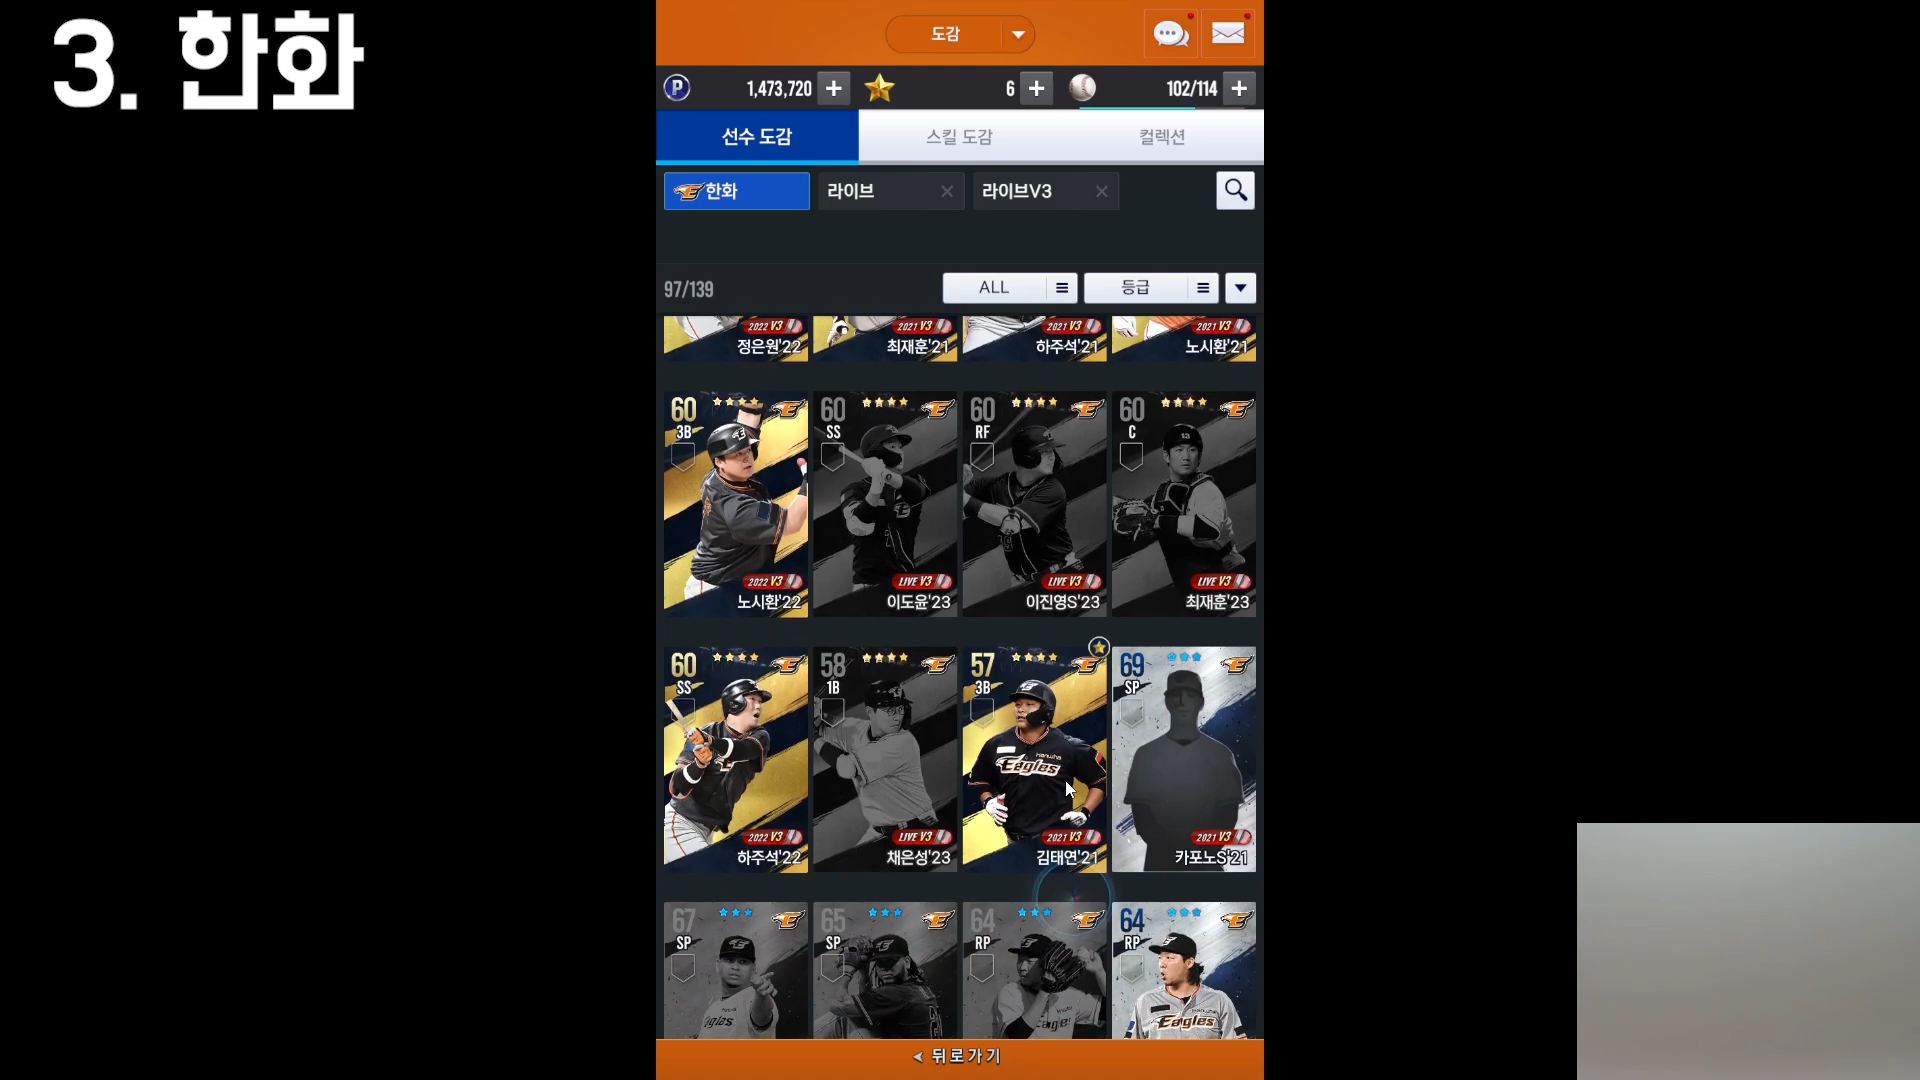 3. 한화
도감
P 1,473,720 + 6 + 102/114 +
선수 도감 스킬 도감 컬렉션
한화 라이브 라이브V3
97/139 ALL 등급
2022 V3 2021 V3 2021 V3 2021 V3
정은원'22 최재훈'21 하주석'21 노시환'21
60 60 60 60
3B SS RF C
2022 V3 LIVE V3 LIVE V3 LIVE V3
노시환'22 이도윤'23 이진영S'23 최재훈'23
60 58 57 69
SS 1B 3B SP
Eagles
2022 V3 LIVE V3 2021 V3 2021 V3
하주석'22 채은성'23 김태연'21 카포노S'21
67 65 64 64
SP SP RP RP
Eagles
뒤로가기